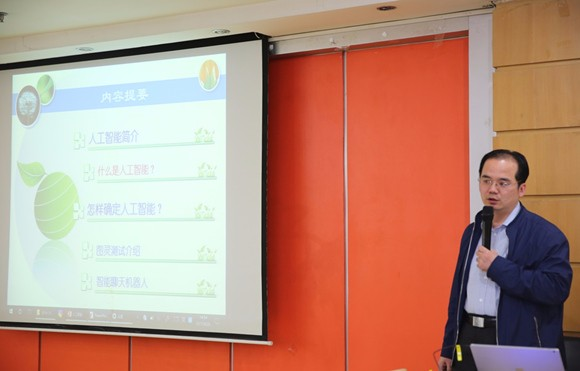 内容提要
人工智能简介
什么是人工智能？
怎样确定人工智能？
图灵测试介绍
智能聊天机器人